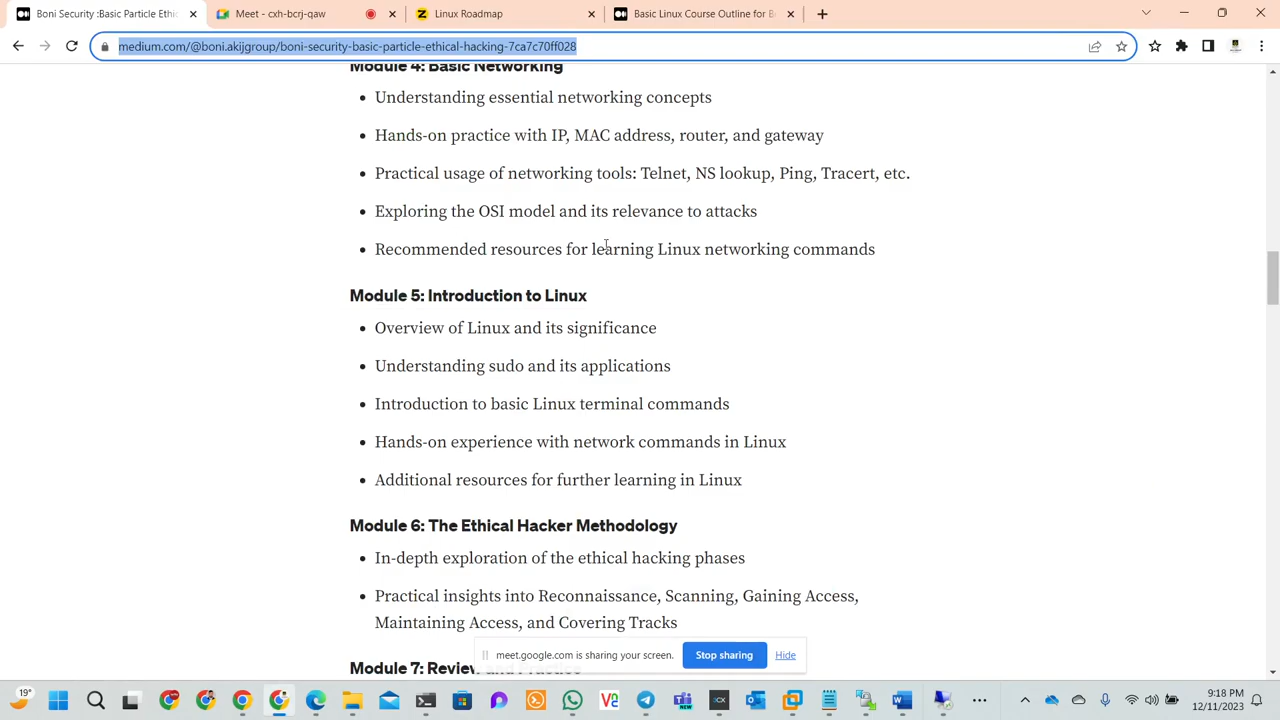 Boni Security :Basic Particle Ethic
Meet - cxh-bcrj-qaw
Linux Roadmap
Basic Linux Course Outline for B
medium.com/@boni.akijgroup/boni-security-basic-particle-ethical-hacking-7ca7c70ff028
Module 4: Basic Networking
Understanding essential networking concepts
Hands-on practice with IP, MAC address, router, and gateway
Practical usage of networking tools: Telnet, NS lookup, Ping, Tracert, etc.
Exploring the OSI model and its relevance to attacks
Recommended resources for learning Linux networking commands
Module 5: Introduction to Linux
Overview of Linux and its significance
Understanding sudo and its applications
Introduction to basic Linux terminal commands
Hands-on experience with network commands in Linux
Additional resources for further learning in Linux
Module 6: The Ethical Hacker Methodology
In-depth exploration of the ethical hacking phases
Practical insights into Reconnaissance, Scanning, Gaining Access,
Maintaining Access, and Covering Tracks
meet.google.com is sharing your screen. Stop sharing Hide
Module 7: Review and Practice
19°
NEW
9:18 PM
12/11/2023